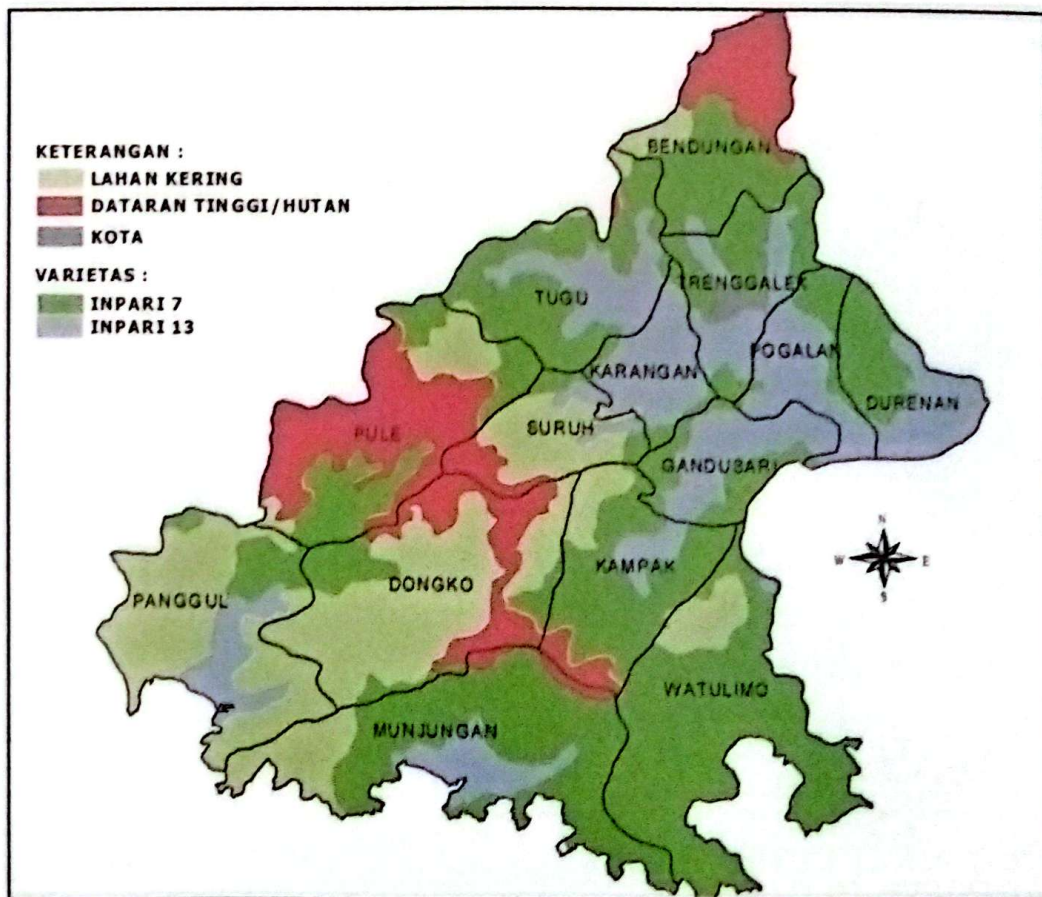 KETERANGAN :
LAHAN KERING
DATARAN TINGGI/HUTAN
KOTA
VARIETAS :
INPARI 7
INPARI 13
BENDUNGAN
TUGU
TRENGGALEK
KARANGAN
POGALAN
DURENAN
PULE
SURUH
GANDUSARI
PANGGUL
DONGKO
KAMPAK
WATULIMO
MUNJUNGAN
N
W
E
S